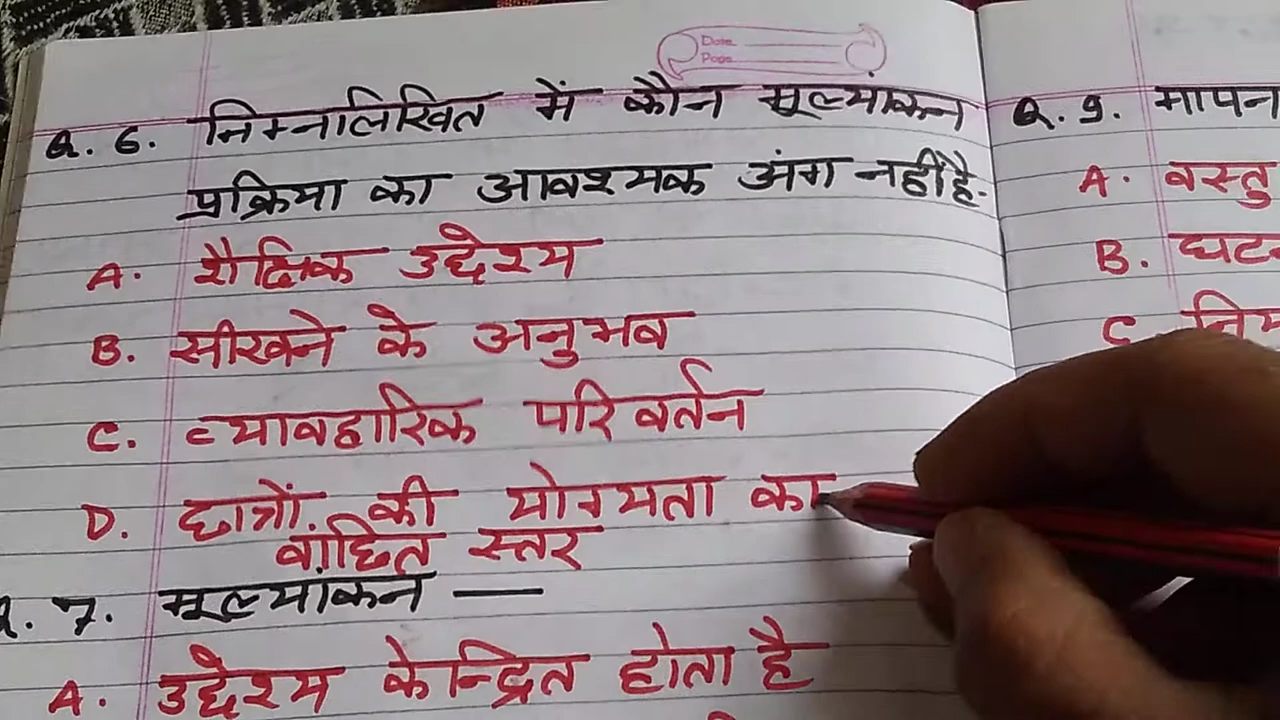 Date
Page
Q. 6. निम्नलिखित में कौन मूल्यांकन
प्रक्रिया का आवश्यक अंग नहीं है-
A. शैक्षिक उद्देश्य
B. सीखने के अनुभव
C. व्यावहारिक परिवर्तन
D. छात्रों की योग्यता का
वांछित स्तर
Q. 7. मूल्यांकन —
A. उद्देश्य केन्द्रित होता है
Q. 9. मापन
A. वस्तु
B.
C